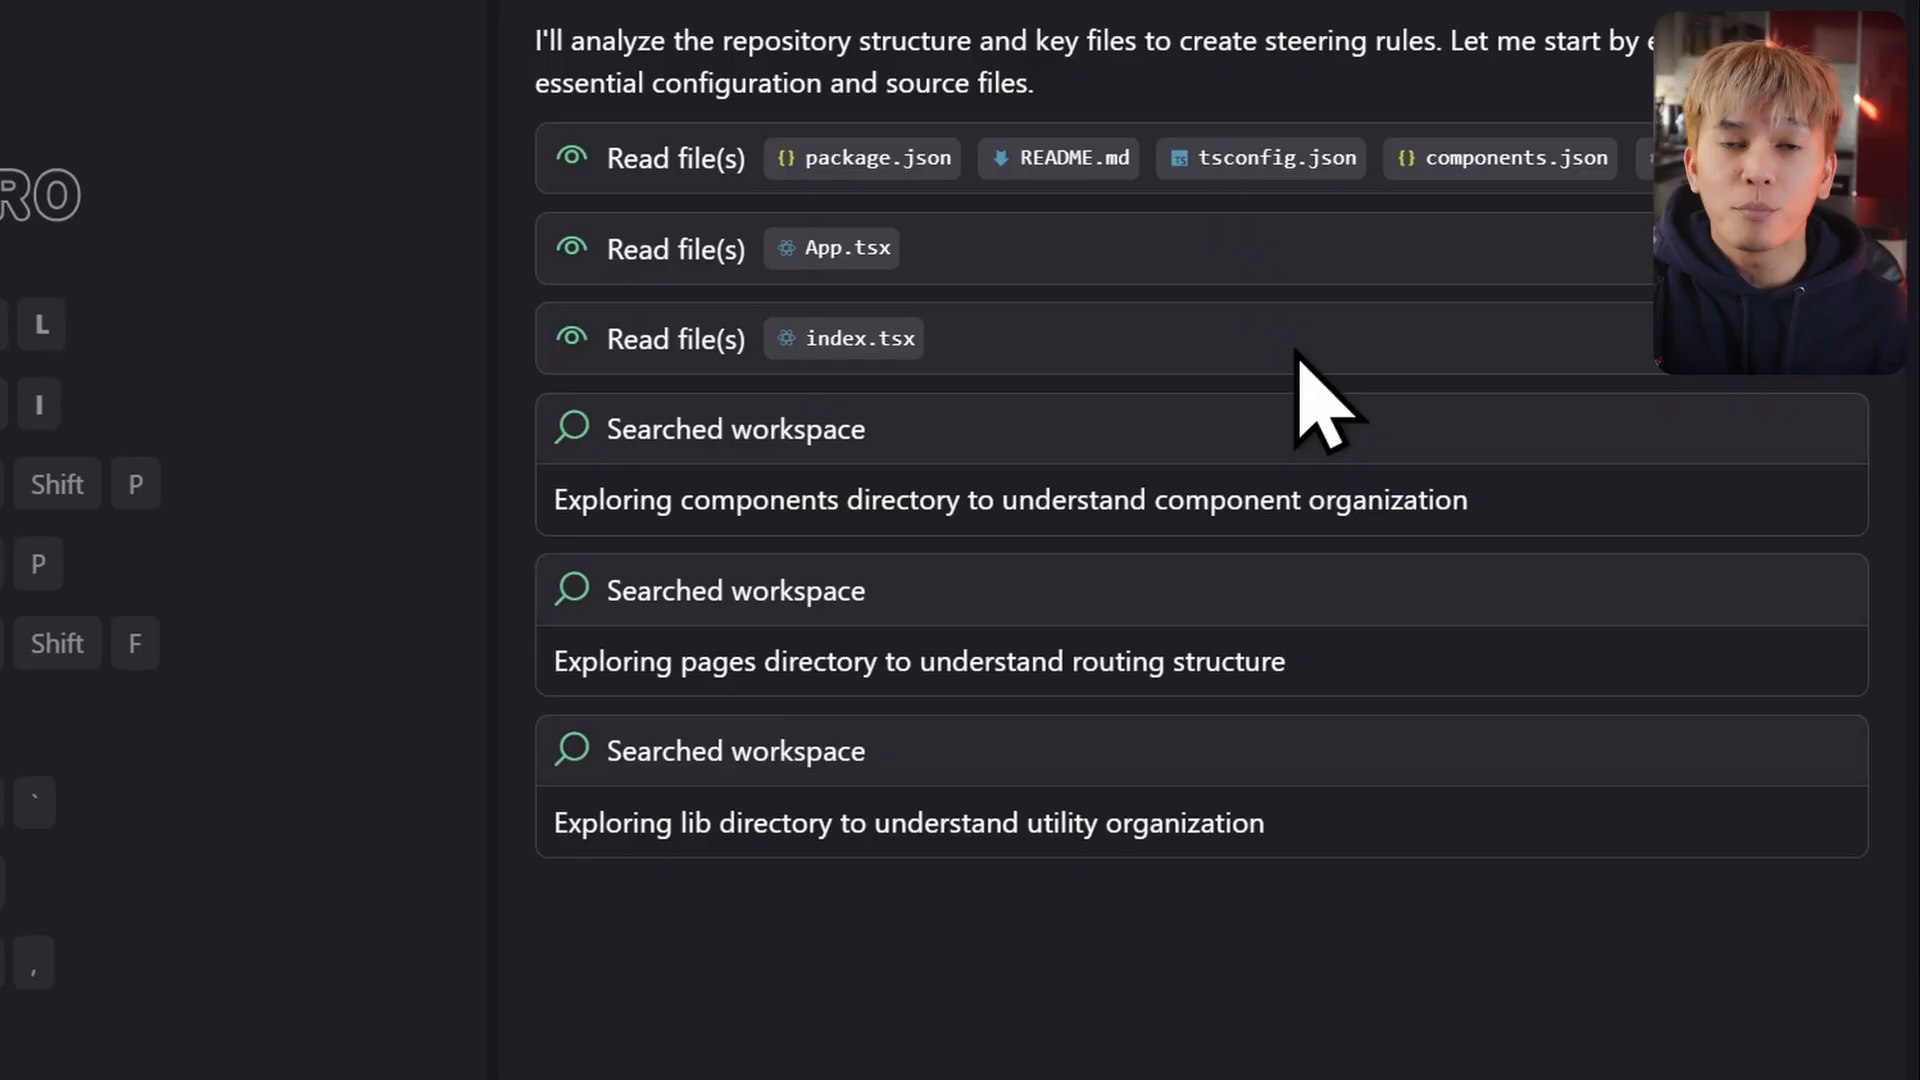 I'll analyze the repository structure and key files to create steering rules. Let me start by
essential configuration and source files.
Read file(s) {} package.json README.md TS tsconfig.json {} components.json
RO
Read file(s) App.tsx
L
Read file(s) index.tsx
I
Searched workspace
Shift P
Exploring components directory to understand component organization
P
Searched workspace
Shift F
Exploring pages directory to understand routing structure
Searched workspace
`
Exploring lib directory to understand utility organization
,